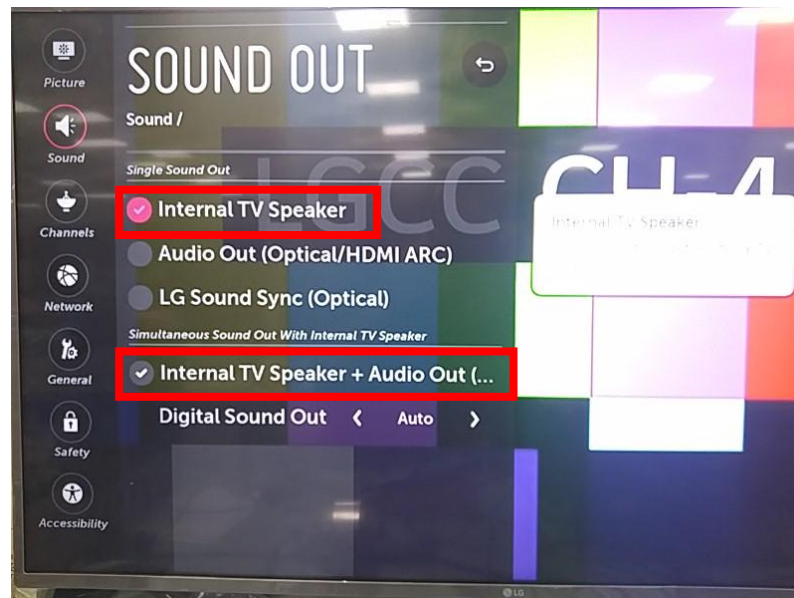 SOUND OUT
Sound /
Single Sound Out
Internal TV Speaker
Audio Out (Optical/HDMI ARC)
LG Sound Sync (Optical)
Simultaneous Sound Out With Internal TV Speaker
Internal TV Speaker + Audio Out (...
Digital Sound Out < Auto >
Picture
Sound
Channels
Network
General
Safety
Accessibility
LGCC CH-4
Internal TV Speaker
LG